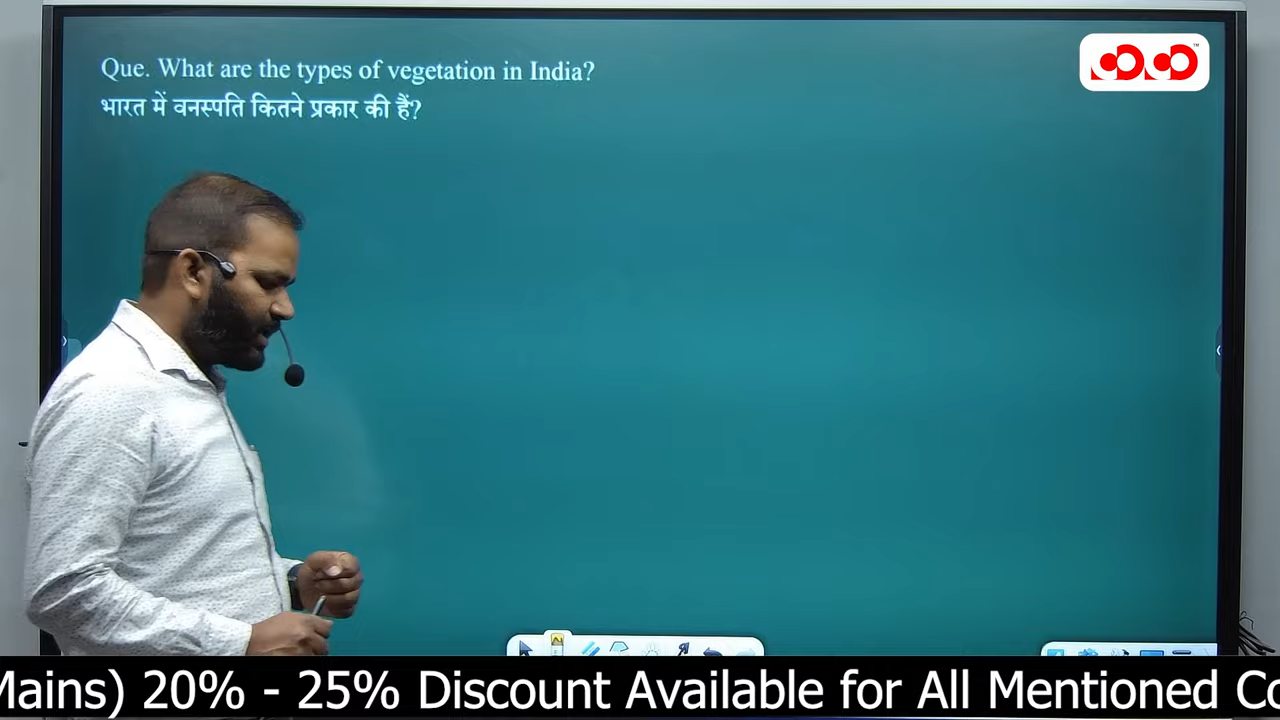 Que. What are the types of vegetation in India?
भारत में वनस्पति कितने प्रकार की हैं?
Mains) 20% - 25% Discount Available for All Mentioned Co